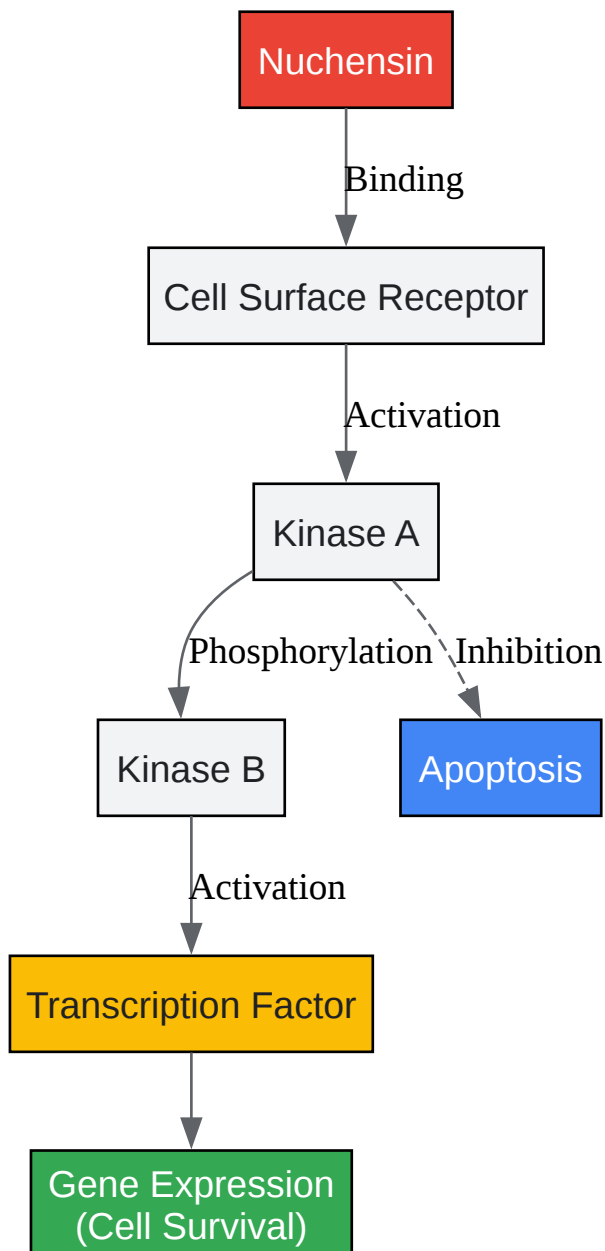 Nuchensin
Binding
Cell Surface Receptor
Activation
Kinase A
Phosphorylation
Inhibition
Kinase B
Apoptosis
Activation
Transcription Factor
Gene Expression
(Cell Survival)